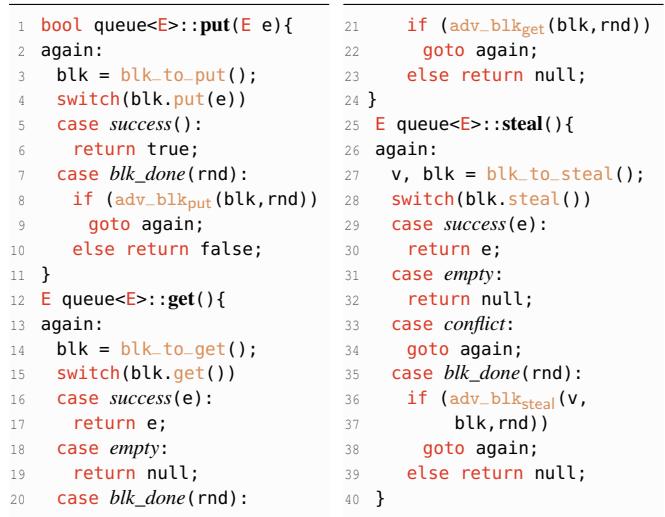 1 bool queue<E>::put(E e){
2 again:
3 blk = blk_to_put();
4 switch(blk.put(e))
5 case success():
6 return true;
7 case blk_done(rnd):
8 if (adv_blkput(blk,rnd))
9 goto again;
10 else return false;
11 }
12 E queue<E>::get(){
13 again:
14 blk = blk_to_get();
15 switch(blk.get())
16 case success(e):
17 return e;
18 case empty:
19 return null;
20 case blk_done(rnd):
21 if (adv_blkget(blk,rnd))
22 goto again;
23 else return null;
24 }
25 E queue<E>::steal(){
26 again:
27 v, blk = blk_to_steal();
28 switch(blk.steal())
29 case success(e):
30 return e;
31 case empty:
32 return null;
33 case conflict:
34 goto again;
35 case blk_done(rnd):
36 if (adv_blksteal(v,
37 blk,rnd))
38 goto again;
39 else return null;
40 }